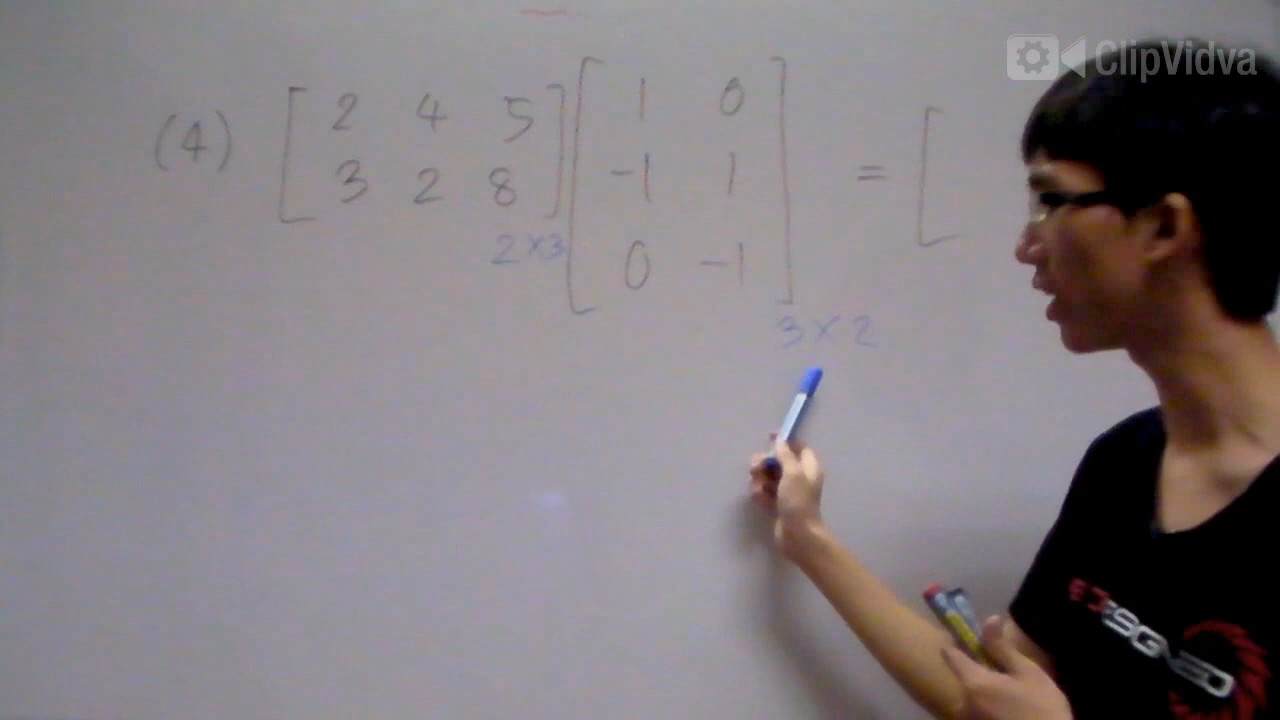 ClipVidva
(4) [ 2 4 5 ] [ 1 0 ] = [
[ 3 2 8 ] [ -1 1 ]
2×3 [ 0 -1 ]
3×2